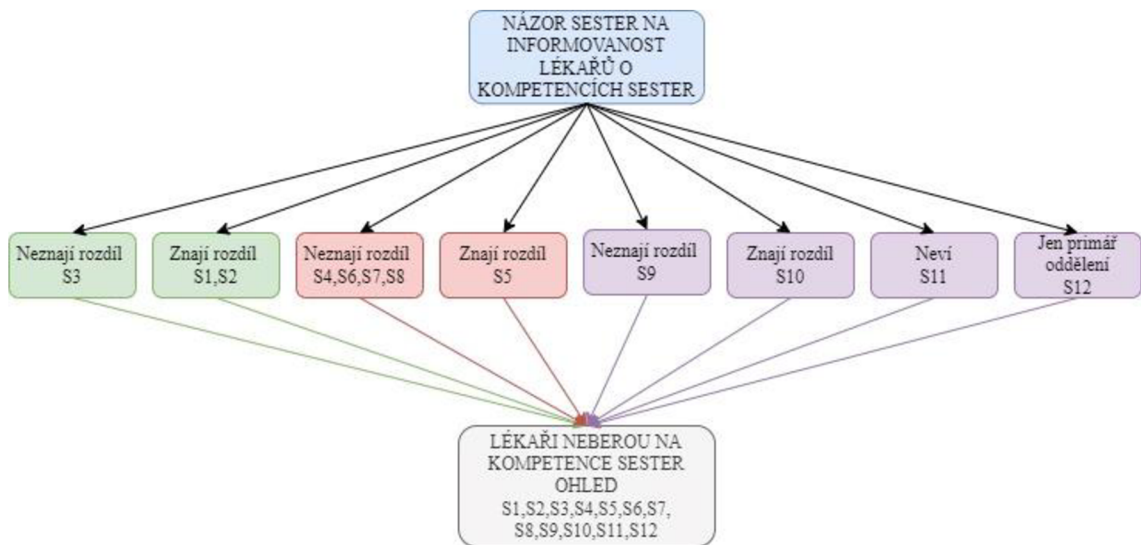 NÁZOR SESTER NA
INFORMOVANOST
LÉKAŘŮ O
KOMPETENCÍCH SESTER
Neznají rozdíl
S3
Znají rozdíl
S1,S2
Neznají rozdíl
S4,S6,S7,S8
Znají rozdíl
S5
Neznají rozdíl
S9
Znají rozdíl
S10
Neví
S11
Jen primář
oddělení
S12
LÉKAŘI NEBEROU NA
KOMPETENCE SESTER
OHLED
S1,S2,S3,S4,S5,S6,S7,
S8,S9,S10,S11,S12